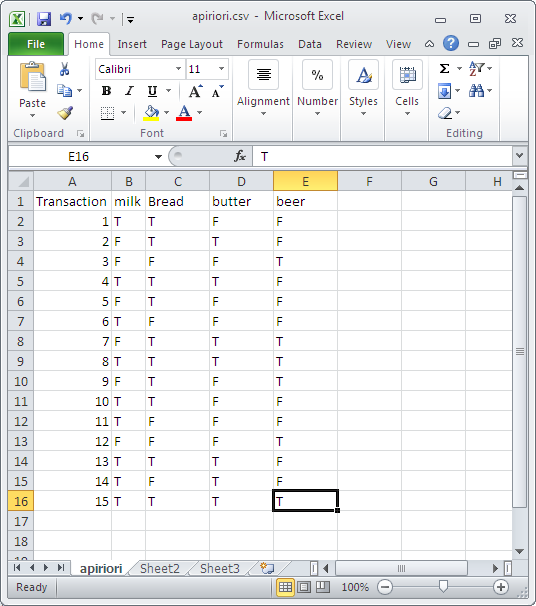 apiriori.csv - Microsoft Excel
File Home Insert Page Layout Formulas Data Review View
Paste
Calibri 11
B I U A A
A
% A
Alignment Number Styles Cells
Σ
Clipboard Font Editing
E16 fx T
A B C D E F G H
1 Transaction milk Bread butter beer
2 1 T T F F
3 2 F T T F
4 3 F F F T
5 4 T T T F
6 5 F T F F
7 6 T F F F
8 7 F T T T
9 8 T T T T
10 9 F T F T
11 10 T T F F
12 11 T F F F
13 12 F F F T
14 13 T T T F
15 14 T F T F
16 15 T T T T
17
18
apiriori Sheet2 Sheet3
Ready 100%